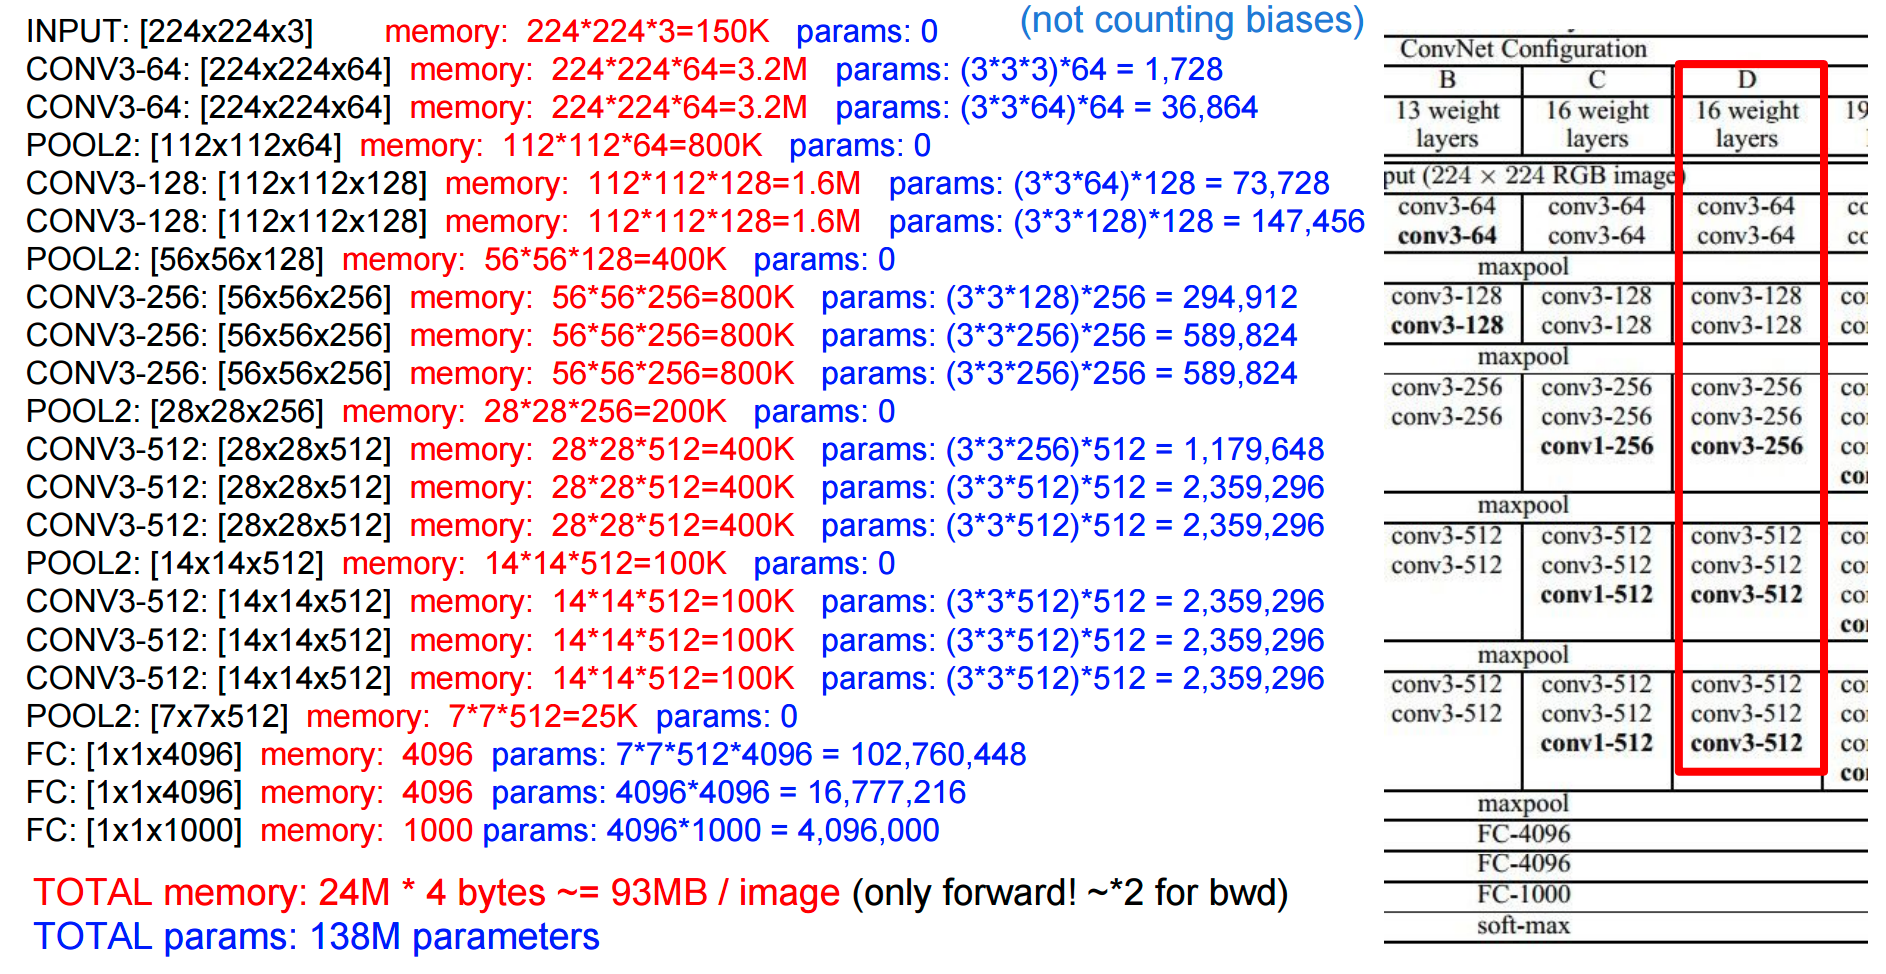 (not counting biases)
INPUT: [224x224x3] memory: 224*224*3=150K params: 0
CONV3-64: [224x224x64] memory: 224*224*64=3.2M params: (3*3*3)*64 = 1,728
CONV3-64: [224x224x64] memory: 224*224*64=3.2M params: (3*3*64)*64 = 36,864
POOL2: [112x112x64] memory: 112*112*64=800K params: 0
CONV3-128: [112x112x128] memory: 112*112*128=1.6M params: (3*3*64)*128 = 73,728
CONV3-128: [112x112x128] memory: 112*112*128=1.6M params: (3*3*128)*128 = 147,456
POOL2: [56x56x128] memory: 56*56*128=400K params: 0
CONV3-256: [56x56x256] memory: 56*56*256=800K params: (3*3*128)*256 = 294,912
CONV3-256: [56x56x256] memory: 56*56*256=800K params: (3*3*256)*256 = 589,824
CONV3-256: [56x56x256] memory: 56*56*256=800K params: (3*3*256)*256 = 589,824
POOL2: [28x28x256] memory: 28*28*256=200K params: 0
CONV3-512: [28x28x512] memory: 28*28*512=400K params: (3*3*256)*512 = 1,179,648
CONV3-512: [28x28x512] memory: 28*28*512=400K params: (3*3*512)*512 = 2,359,296
CONV3-512: [28x28x512] memory: 28*28*512=400K params: (3*3*512)*512 = 2,359,296
POOL2: [14x14x512] memory: 14*14*512=100K params: 0
CONV3-512: [14x14x512] memory: 14*14*512=100K params: (3*3*512)*512 = 2,359,296
CONV3-512: [14x14x512] memory: 14*14*512=100K params: (3*3*512)*512 = 2,359,296
CONV3-512: [14x14x512] memory: 14*14*512=100K params: (3*3*512)*512 = 2,359,296
POOL2: [7x7x512] memory: 7*7*512=25K params: 0
FC: [1x1x4096] memory: 4096 params: 7*7*512*4096 = 102,760,448
FC: [1x1x4096] memory: 4096 params: 4096*4096 = 16,777,216
FC: [1x1x1000] memory: 1000 params: 4096*1000 = 4,096,000
TOTAL memory: 24M * 4 bytes ~= 93MB / image (only forward! ~*2 for bwd)
TOTAL params: 138M parameters
ConvNet Configuration
B C D
13 weight 16 weight 16 weight 19
layers layers layers
put (224 × 224 RGB image)
conv3-64 conv3-64 conv3-64
conv3-64 conv3-64 conv3-64
maxpool
conv3-128 conv3-128 conv3-128
conv3-128 conv3-128 conv3-128
maxpool
conv3-256 conv3-256 conv3-256
conv3-256 conv3-256 conv3-256
conv1-256 conv3-256
maxpool
conv3-512 conv3-512 conv3-512
conv3-512 conv3-512 conv3-512
conv1-512 conv3-512
maxpool
conv3-512 conv3-512 conv3-512
conv3-512 conv3-512 conv3-512
conv1-512 conv3-512
maxpool
FC-4096
FC-4096
FC-1000
soft-max